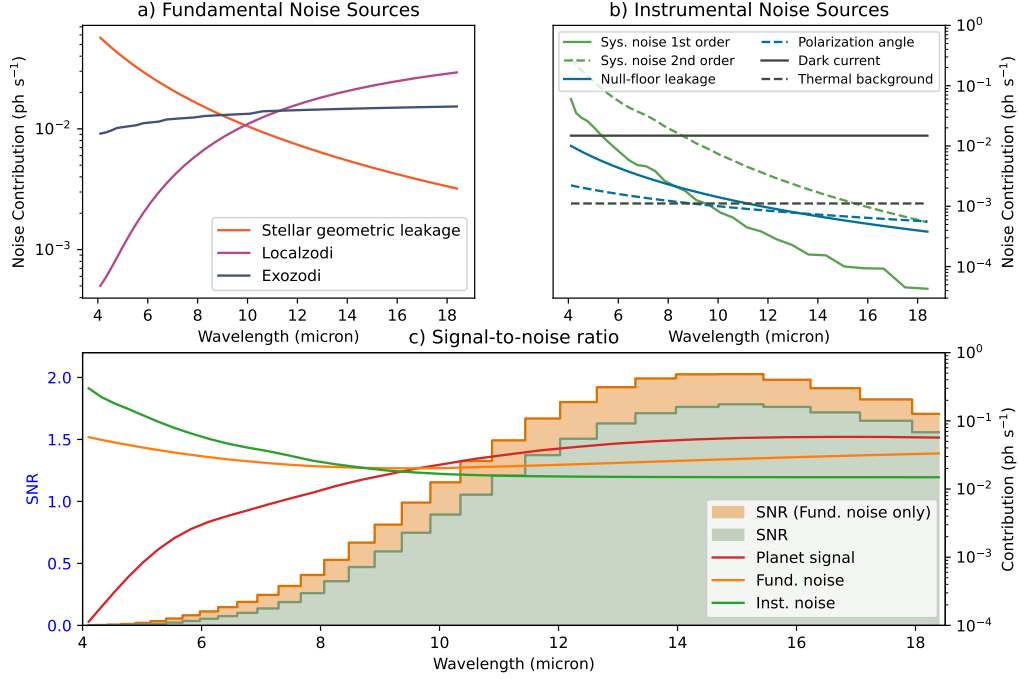 a) Fundamental Noise Sources
Noise Contribution (ph s⁻¹)
10⁻²
10⁻³
4 6 8 10 12 14 16 18
Wavelength (micron)
Stellar geometric leakage
Localzodi
Exozodi
b) Instrumental Noise Sources
Sys. noise 1st order
Sys. noise 2nd order
Null-floor leakage
Polarization angle
Dark current
Thermal background
10⁰
10⁻¹
10⁻²
10⁻³
10⁻⁴
Noise Contribution (ph s⁻¹)
4 6 8 10 12 14 16 18
Wavelength (micron)
c) Signal-to-noise ratio
SNR
2.0
1.5
1.0
0.5
0.0
SNR (Fund. noise only)
SNR
Planet signal
Fund. noise
Inst. noise
10⁰
10⁻¹
10⁻²
10⁻³
10⁻⁴
Contribution (ph s⁻¹)
4 6 8 10 12 14 16 18
Wavelength (micron)